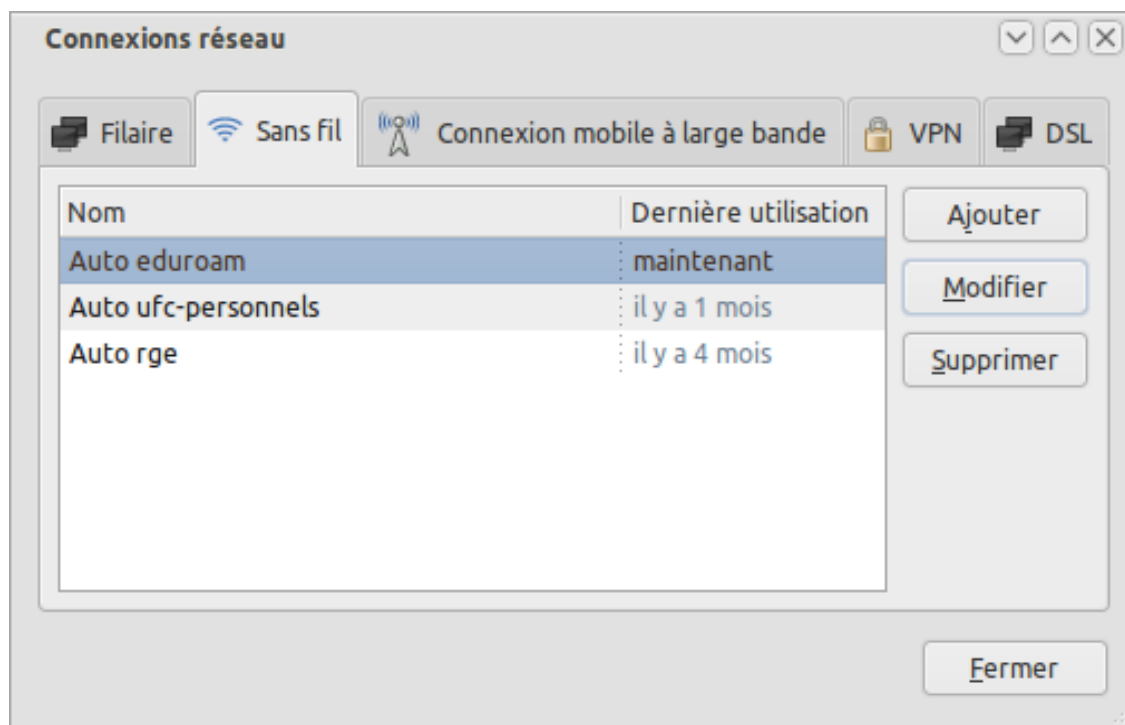 Connexions réseau
Filaire Sans fil Connexion mobile à large bande VPN DSL
Nom Dernière utilisation Ajouter
Auto eduroam maintenant
Auto ufc-personnels il y a 1 mois Modifier
Auto rge il y a 4 mois Supprimer
Fermer